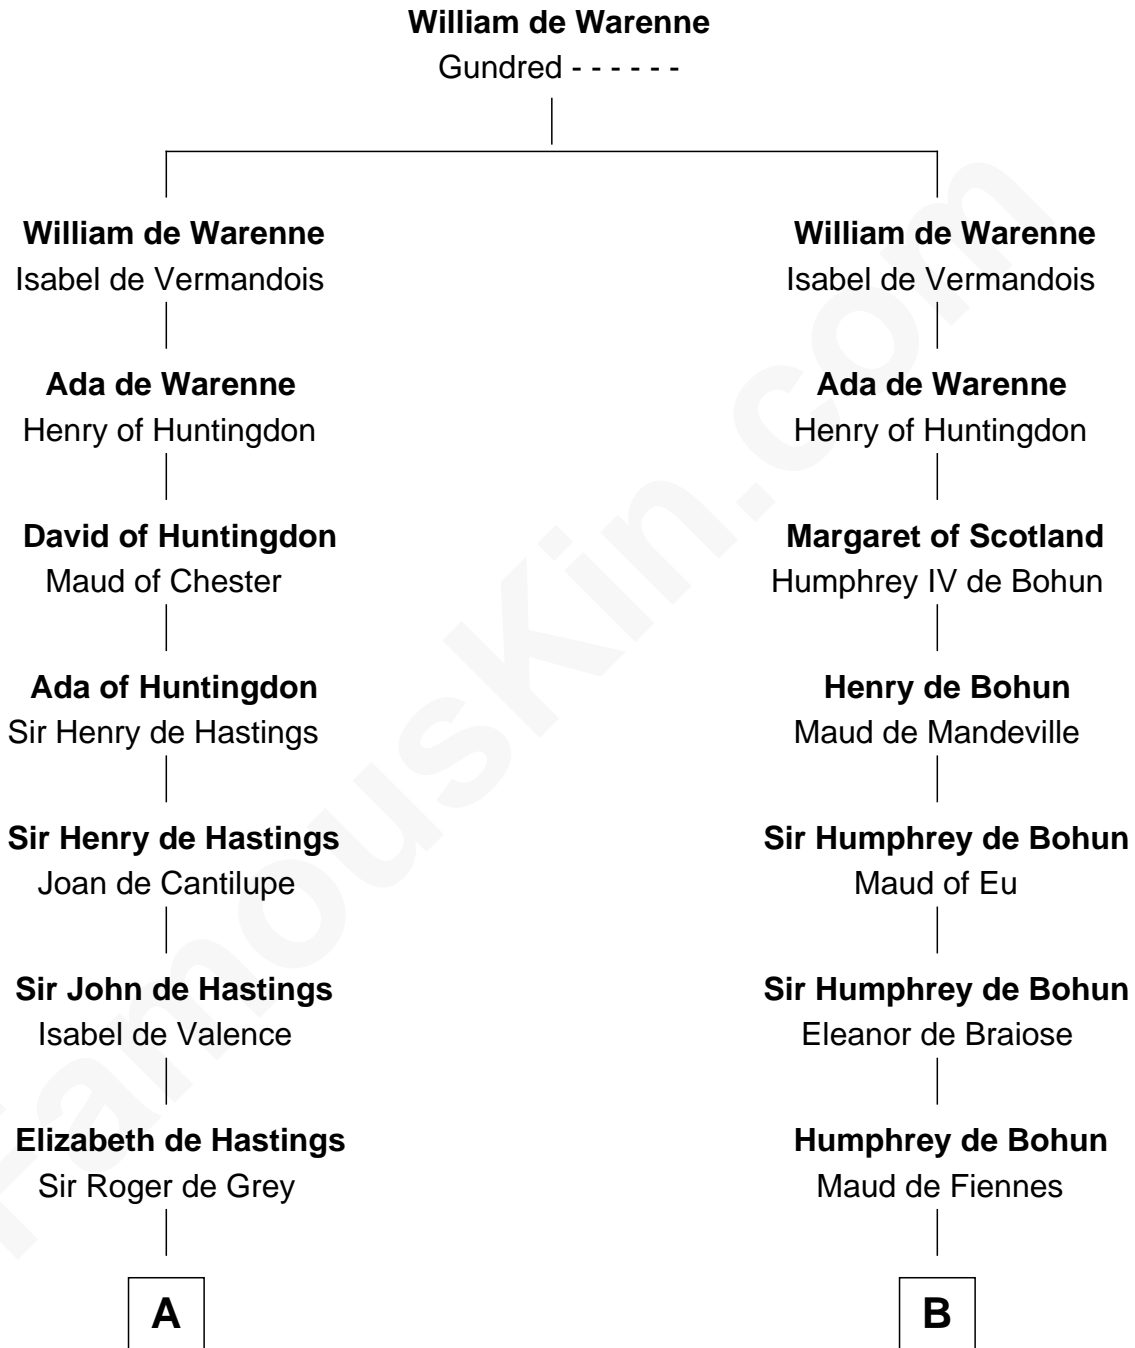 William de Warenne
Gundred - - - - - -
William de Warenne
Isabel de Vermandois
William de Warenne
Isabel de Vermandois
Ada de Warenne
Henry of Huntingdon
Ada de Warenne
Henry of Huntingdon
David of Huntingdon
Maud of Chester
Margaret of Scotland
Humphrey IV de Bohun
Ada of Huntingdon
Sir Henry de Hastings
Henry de Bohun
Maud de Mandeville
Sir Henry de Hastings
Joan de Cantilupe
Sir Humphrey de Bohun
Maud of Eu
Sir John de Hastings
Isabel de Valence
Sir Humphrey de Bohun
Eleanor de Braiose
Elizabeth de Hastings
Sir Roger de Grey
Humphrey de Bohun
Maud de Fiennes
A
B
FamousKin.com